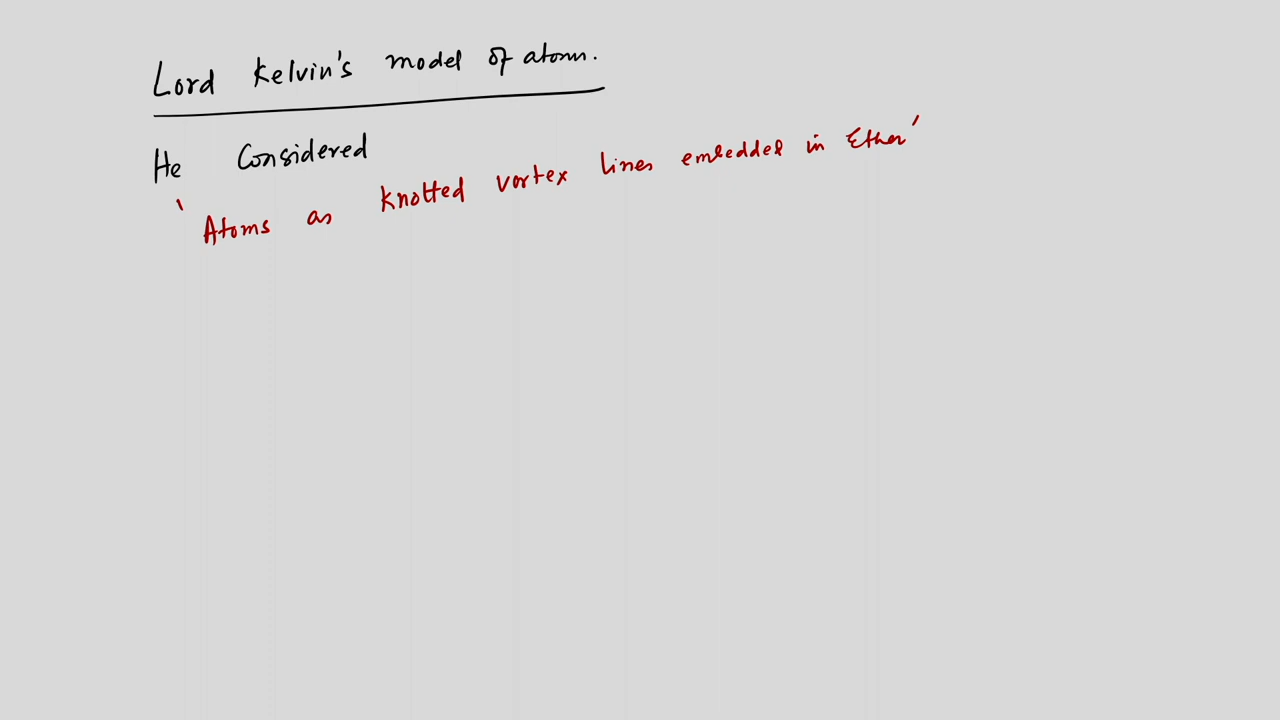 Lord Kelvin's model of atom.
He Considered
'Atoms as knotted vortex lines embedded in Ether'